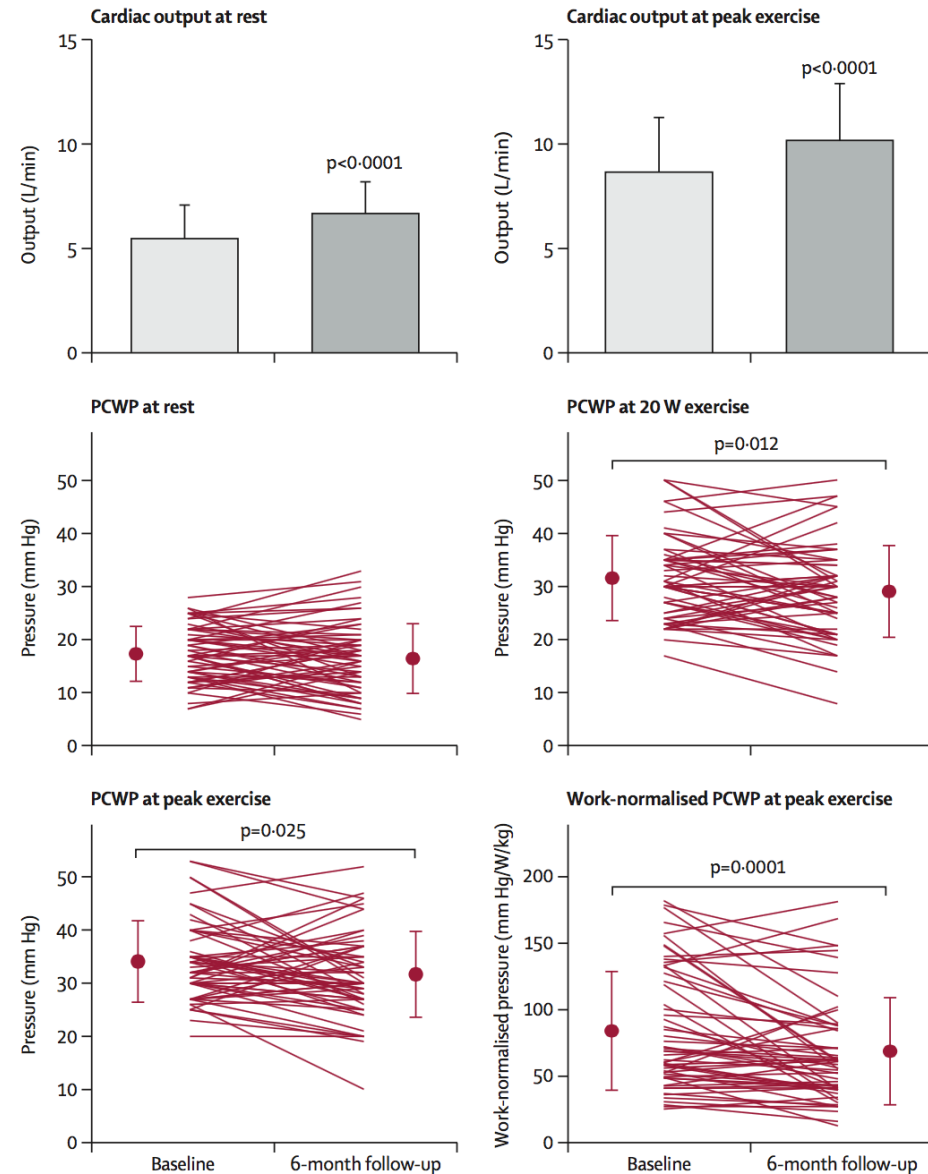 Cardiac output at rest
15
10
5
0
Output (L/min)
p<0·0001
Cardiac output at peak exercise
15
10
5
0
Output (L/min)
p<0·0001
PCWP at rest
50
40
30
20
10
0
Pressure (mm Hg)
PCWP at 20 W exercise
p=0·012
50
40
30
20
10
0
Pressure (mm Hg)
PCWP at peak exercise
p=0·025
50
40
30
20
10
0
Pressure (mm Hg)
Baseline
6-month follow-up
Work-normalised PCWP at peak exercise
p=0·0001
200
150
100
50
0
Work-normalised pressure (mm Hg/W/kg)
Baseline
6-month follow-up